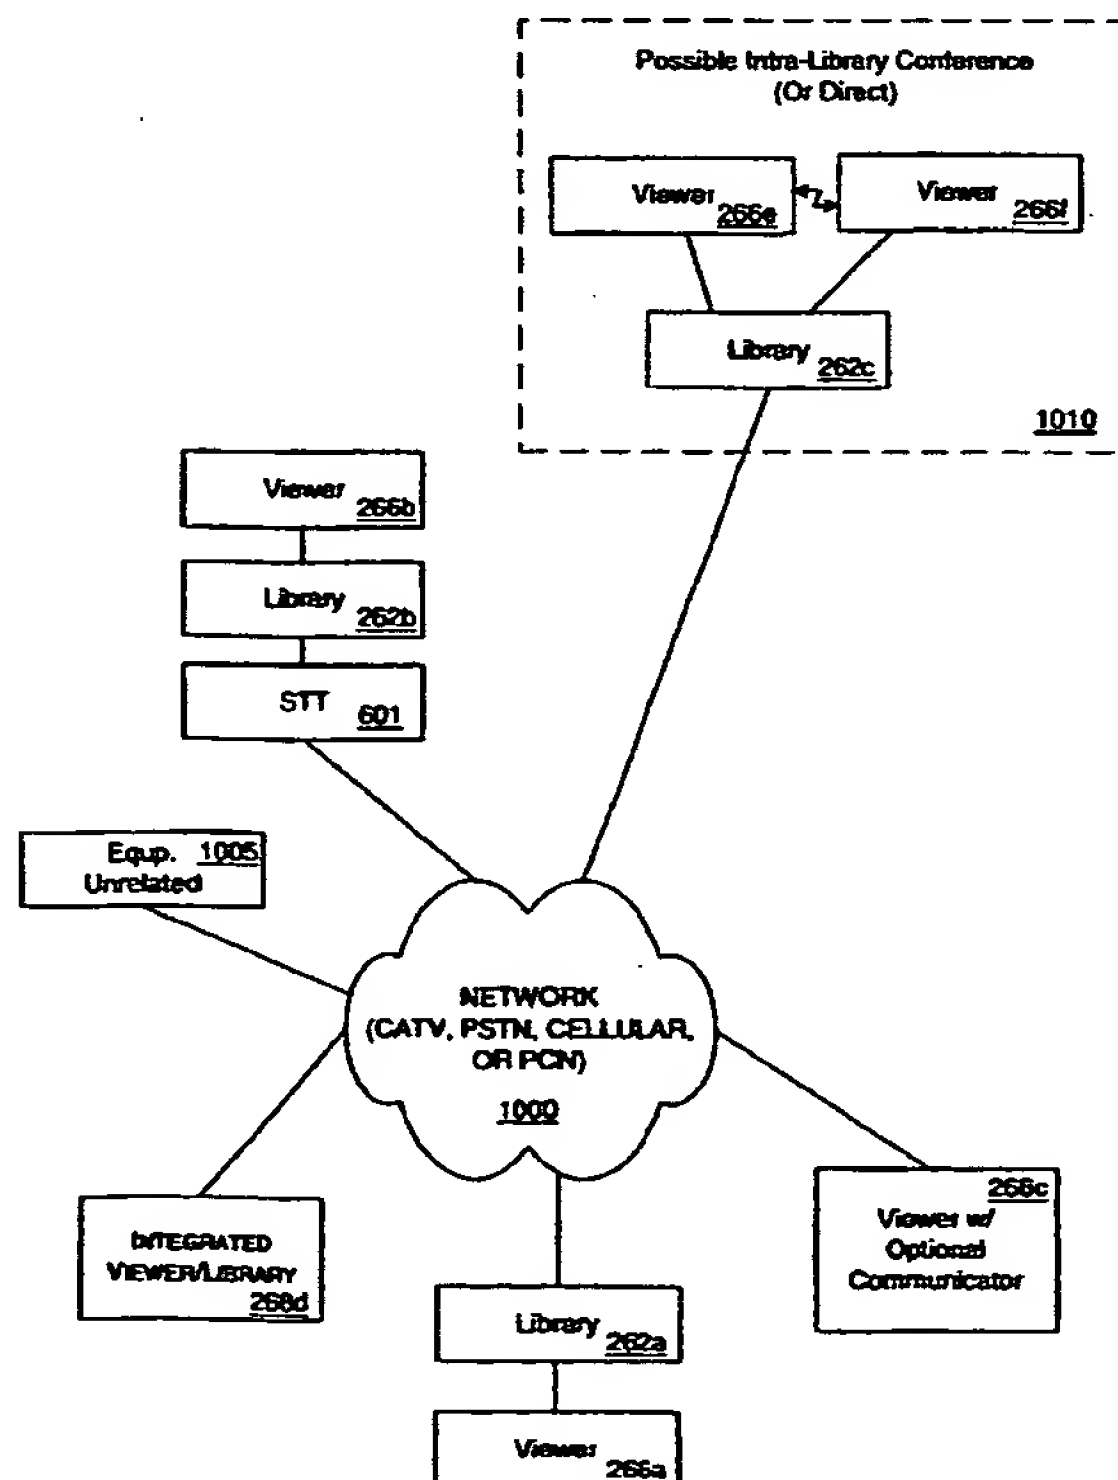 Possible Intra-Library Conference
(Or Direct)
Viewer
266e
Viewer
266f
Library
262c
1010
Viewer
266b
Library
262b
STT
601
Equp. 1005
Unrelated
NETWORK
(CATV, PSTN, CELLULAR,
OR PCN)
1000
INTEGRATED
VIEWER/LIBRARY
268d
266c
Viewer w/
Optional
Communicator
Library
262a
Viewer
266a